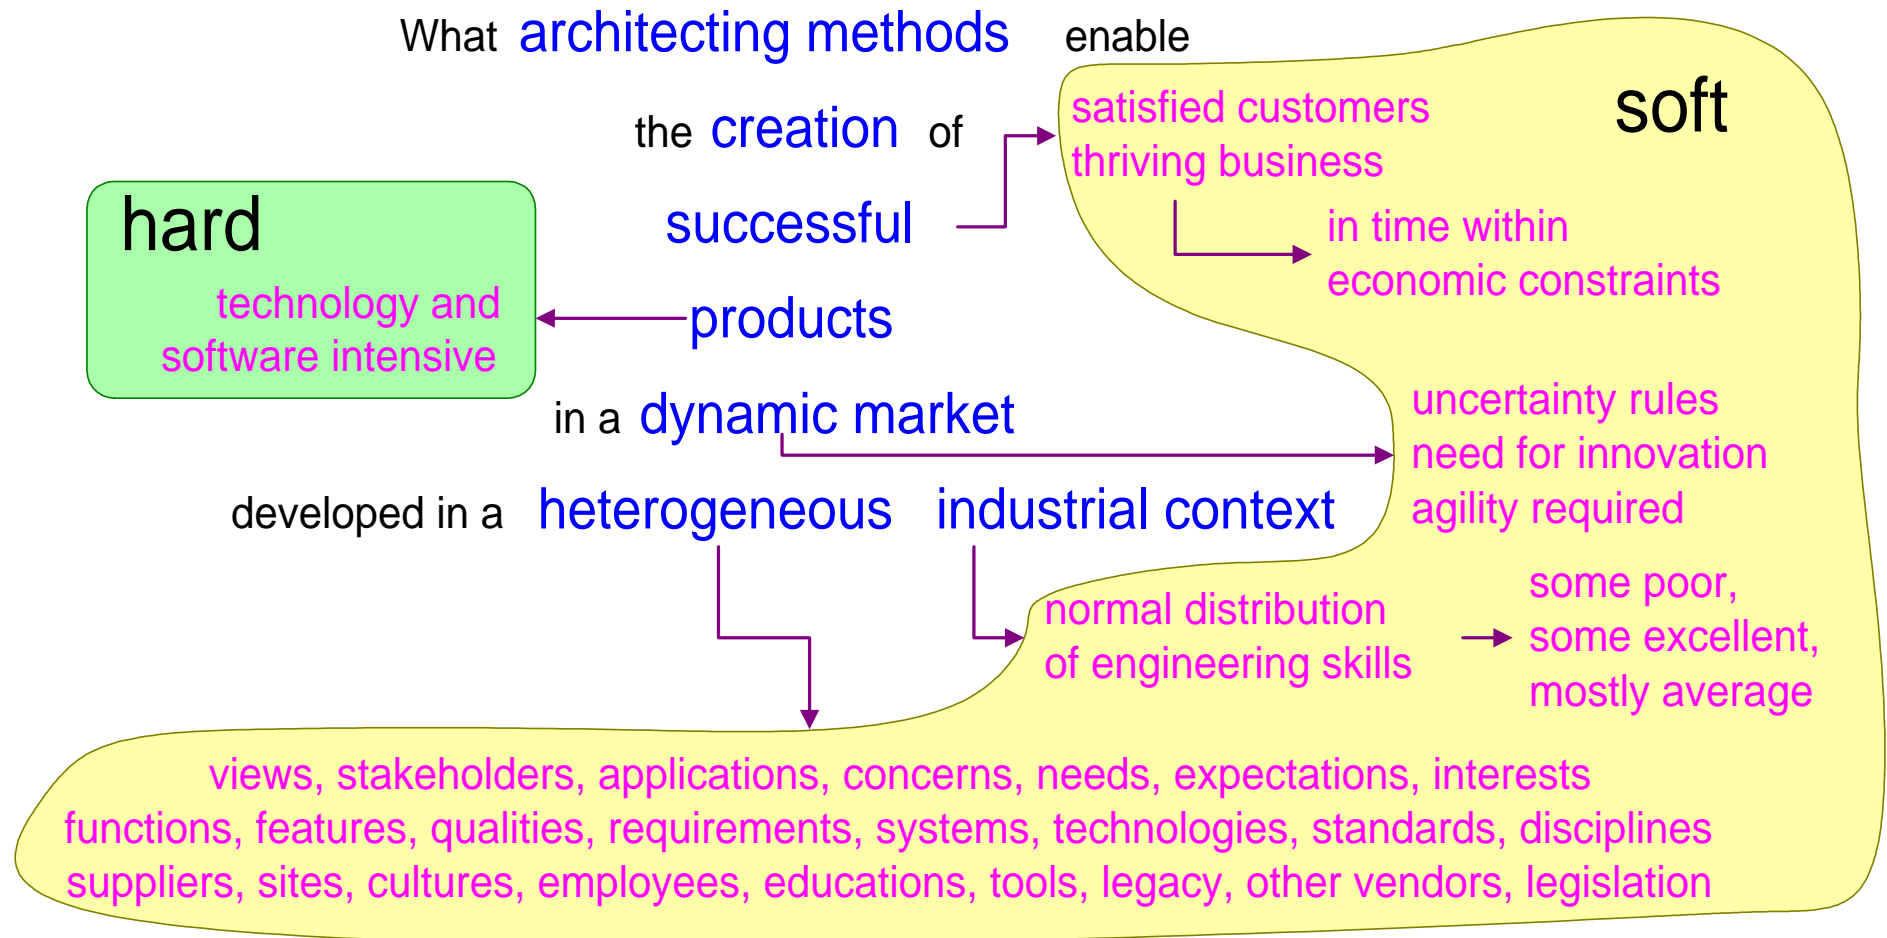 What architecting methods enable
the creation of
successful
products
in a dynamic market
developed in a heterogeneous industrial context
hard
technology and
software intensive
soft
satisfied customers
thriving business
in time within
economic constraints
uncertainty rules
need for innovation
agility required
normal distribution
of engineering skills
some poor,
some excellent,
mostly average
views, stakeholders, applications, concerns, needs, expectations, interests
functions, features, qualities, requirements, systems, technologies, standards, disciplines
suppliers, sites, cultures, employees, educations, tools, legacy, other vendors, legislation